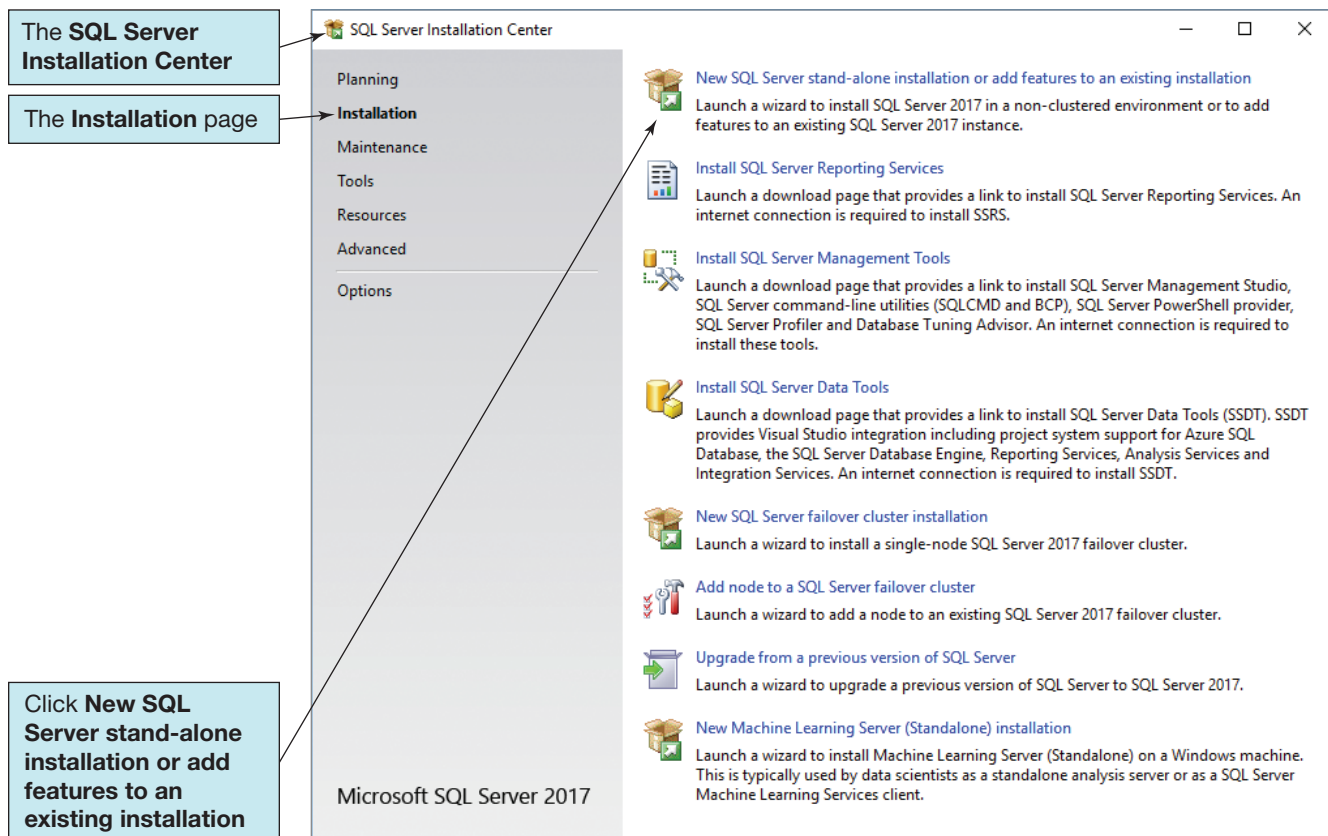 The SQL Server
Installation Center
The Installation page
Click New SQL
Server stand-alone
installation or add
features to an
existing installation
SQL Server Installation Center
Planning
Installation
Maintenance
Tools
Resources
Advanced
Options
Microsoft SQL Server 2017
New SQL Server stand-alone installation or add features to an existing installation
Launch a wizard to install SQL Server 2017 in a non-clustered environment or to add
features to an existing SQL Server 2017 instance.
Install SQL Server Reporting Services
Launch a download page that provides a link to install SQL Server Reporting Services. An
internet connection is required to install SSRS.
Install SQL Server Management Tools
Launch a download page that provides a link to install SQL Server Management Studio,
SQL Server command-line utilities (SQLCMD and BCP), SQL Server PowerShell provider,
SQL Server Profiler and Database Tuning Advisor. An internet connection is required to
install these tools.
Install SQL Server Data Tools
Launch a download page that provides a link to install SQL Server Data Tools (SSDT). SSDT
provides Visual Studio integration including project system support for Azure SQL
Database, the SQL Server Database Engine, Reporting Services, Analysis Services and
Integration Services. An internet connection is required to install SSDT.
New SQL Server failover cluster installation
Launch a wizard to install a single-node SQL Server 2017 failover cluster.
Add node to a SQL Server failover cluster
Launch a wizard to add a node to an existing SQL Server 2017 failover cluster.
Upgrade from a previous version of SQL Server
Launch a wizard to upgrade a previous version of SQL Server to SQL Server 2017.
New Machine Learning Server (Standalone) installation
Launch a wizard to install Machine Learning Server (Standalone) on a Windows machine.
This is typically used by data scientists as a standalone analysis server or as a SQL Server
Machine Learning Services client.